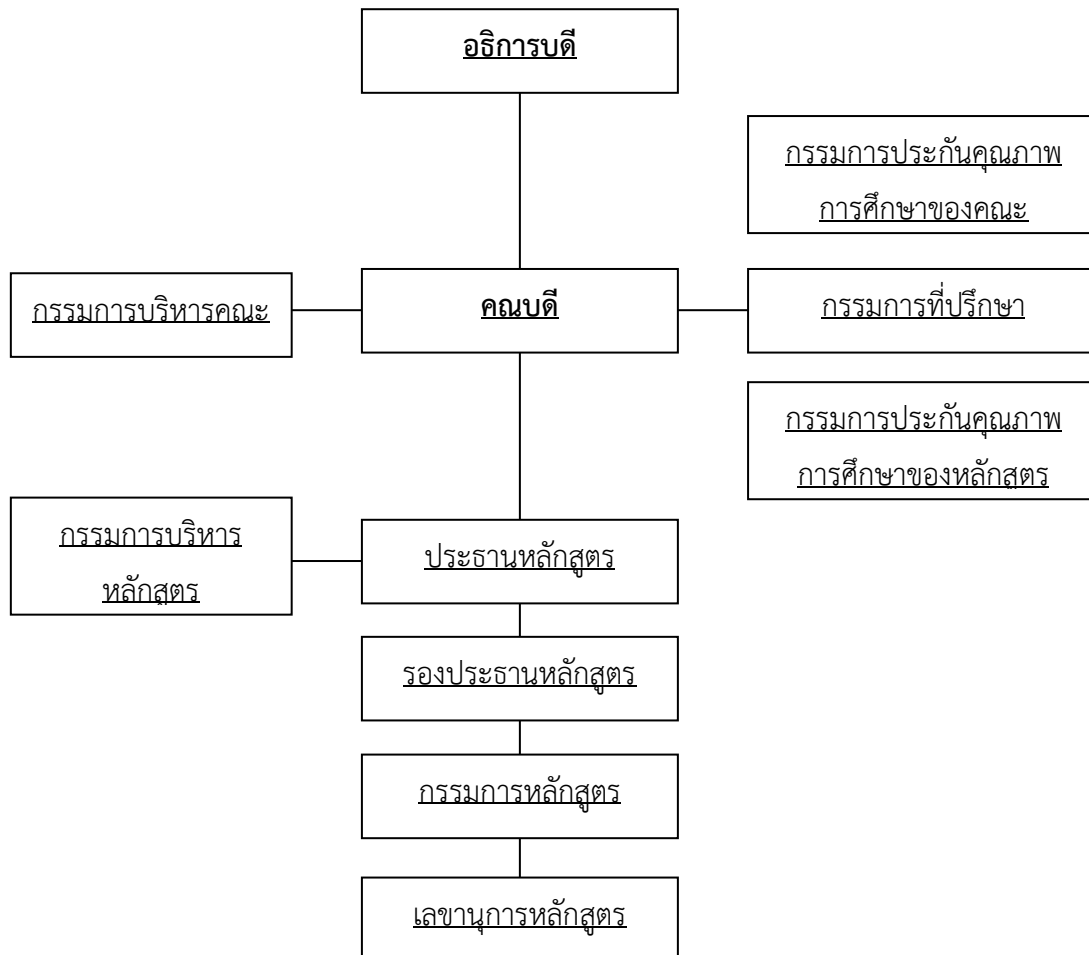 อธิการบดี
กรรมการประกันคุณภาพ
การศึกษาของคณะ
กรรมการบริหารคณะ
คณบดี
กรรมการที่ปรึกษา
กรรมการประกันคุณภาพ
การศึกษาของหลักสูตร
กรรมการบริหาร
หลักสูตร
ประธานหลักสูตร
รองประธานหลักสูตร
กรรมการหลักสูตร
เลขานุการหลักสูตร